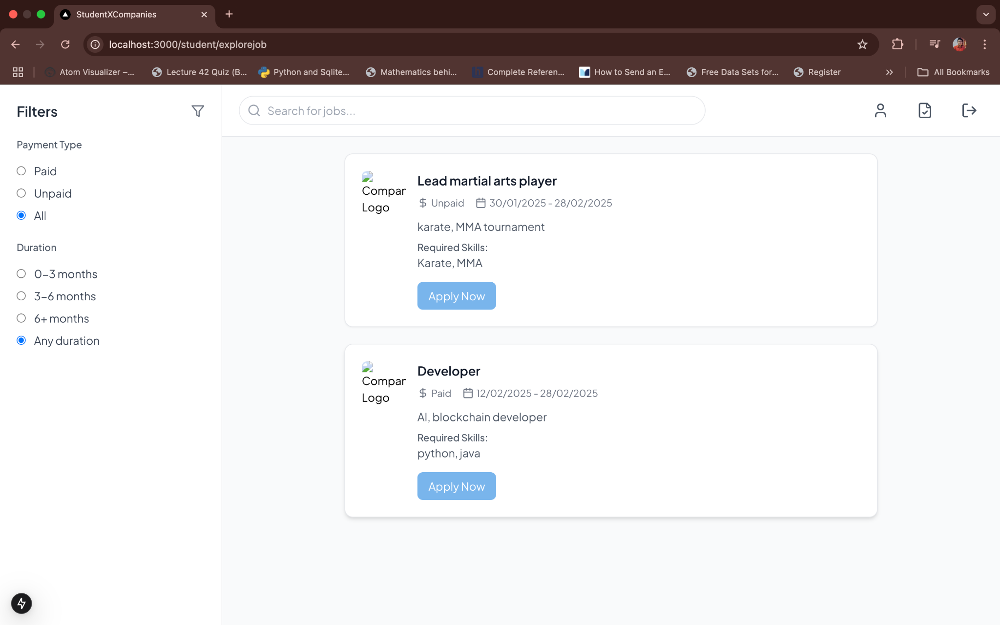 StudentXCompanies
localhost:3000/student/explorejob
Atom Visualizer –... Lecture 42 Quiz (B... Python and Sqlite... Mathematics behi... Complete Referen... How to Send an E... Free Data Sets for... Register All Bookmarks
Filters
Payment Type
Paid
Unpaid
All
Duration
0-3 months
3-6 months
6+ months
Any duration
Search for jobs...
Compar
Logo
Lead martial arts player
Unpaid 30/01/2025 - 28/02/2025
karate, MMA tournament
Required Skills:
Karate, MMA
Apply Now
Compar
Logo
Developer
Paid 12/02/2025 - 28/02/2025
AI, blockchain developer
Required Skills:
python, java
Apply Now